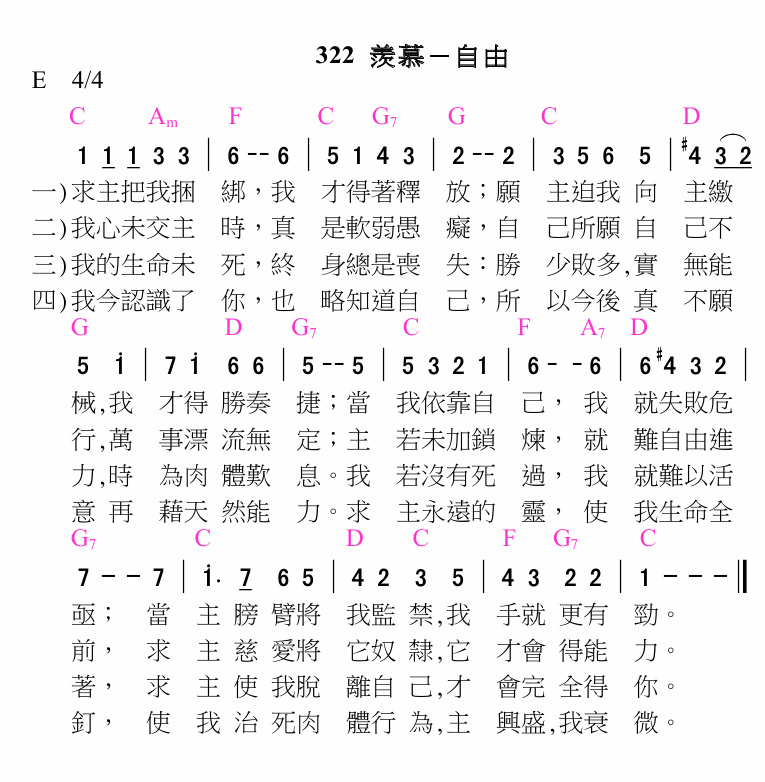 322 羨慕－自由
E 4/4
C Am F C G7 G C D
1 1 1 3 3 | 6 -- 6 | 5 1 4 3 | 2 -- 2 | 3 5 6 5 | #4 3 2
一)求主把我捆 綁，我 才得著釋 放；願 主迫我 向 主繳
二)我心未交主 時，真 是軟弱愚 癡，自 己所願 自 己不
三)我的生命未 死，終 身總是喪 失：勝 少敗多,實 無能
四)我今認識了 你，也 略知道自 己，所 以今後 真 不願
G D G7 C F A7 D
5 i | 7 i 6 6 | 5 -- 5 | 5 3 2 1 | 6 - - 6 | 6 #4 3 2 |
械,我 才得 勝奏 捷；當 我依靠自 己， 我 就失敗危
行,萬 事漂 流無 定；主 若未加鎖 煉， 就 難自由進
力,時 為肉 體歎 息。我 若沒有死 過， 我 就難以活
意 再 藉天 然能 力。求 主永遠的 靈， 使 我生命全
G7 C D C F G7 C
7 - - 7 | i. 7 6 5 | 4 2 3 5 | 4 3 2 2 | 1 - - - ||
亟； 當 主 膀 臂將 我監 禁,我 手就 更有 勁。
前， 求 主 慈 愛將 它奴 隸,它 才會 得能 力。
著， 求 主 使 我脫 離自 己,才 會完 全得 你。
釘， 使 我 治 死肉 體行 為,主 興盛,我衰 微。